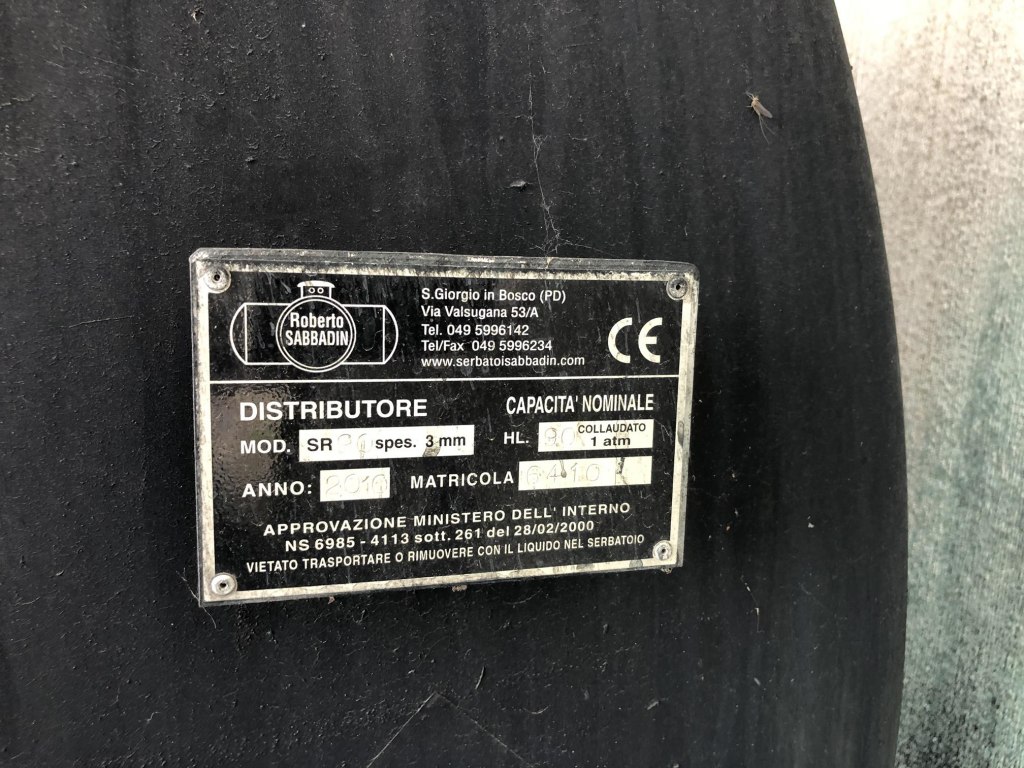 Roberto
SABBADIN
S.Giorgio in Bosco (PD)
Via Valsugana 53/A
Tel. 049 5996142
Tel/Fax 049 5996234
www.serbatoisabbadin.com
CE
DISTRIBUTORE
CAPACITA' NOMINALE
MOD. SR spes. 3 mm
HL. 90 COLLAUDATO
1 atm
ANNO:
MATRICOLA
APPROVAZIONE MINISTERO DELL' INTERNO
NS 6985 - 4113 sott. 261 del 28/02/2000
VIETATO TRASPORTARE O RIMUOVERE CON IL LIQUIDO NEL SERBATOIO